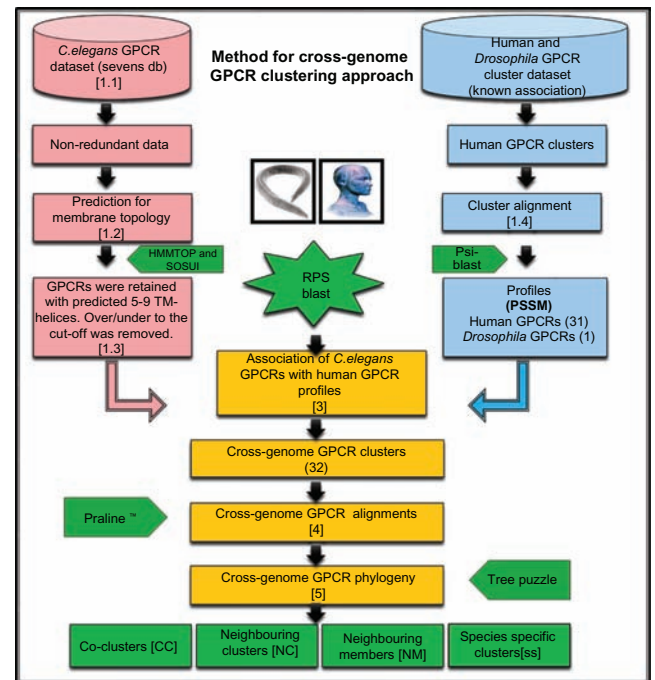 C.elegans GPCR
dataset (sevens db)
[1.1]
Method for cross-genome
GPCR clustering approach
Human and
Drosophila GPCR
cluster dataset
(known association)
Non-redundant data
Human GPCR clusters
Prediction for
membrane topology
[1.2]
Cluster alignment
[1.4]
HMMTOP and
SOSUI
Psi-
blast
RPS
blast
GPCRs were retained
with predicted 5-9 TM-
helices. Over/under to the
cut-off was removed.
[1.3]
Profiles
(PSSM)
Human GPCRs (31)
Drosophila GPCRs (1)
Association of C.elegans
GPCRs with human GPCR
profiles
[3]
Cross-genome GPCR clusters
(32)
Praline ™
Cross-genome GPCR alignments
[4]
Cross-genome GPCR phylogeny
[5]
Tree puzzle
Co-clusters [CC]
Neighbouring
clusters [NC]
Neighbouring
members [NM]
Species specific
clusters[ss]